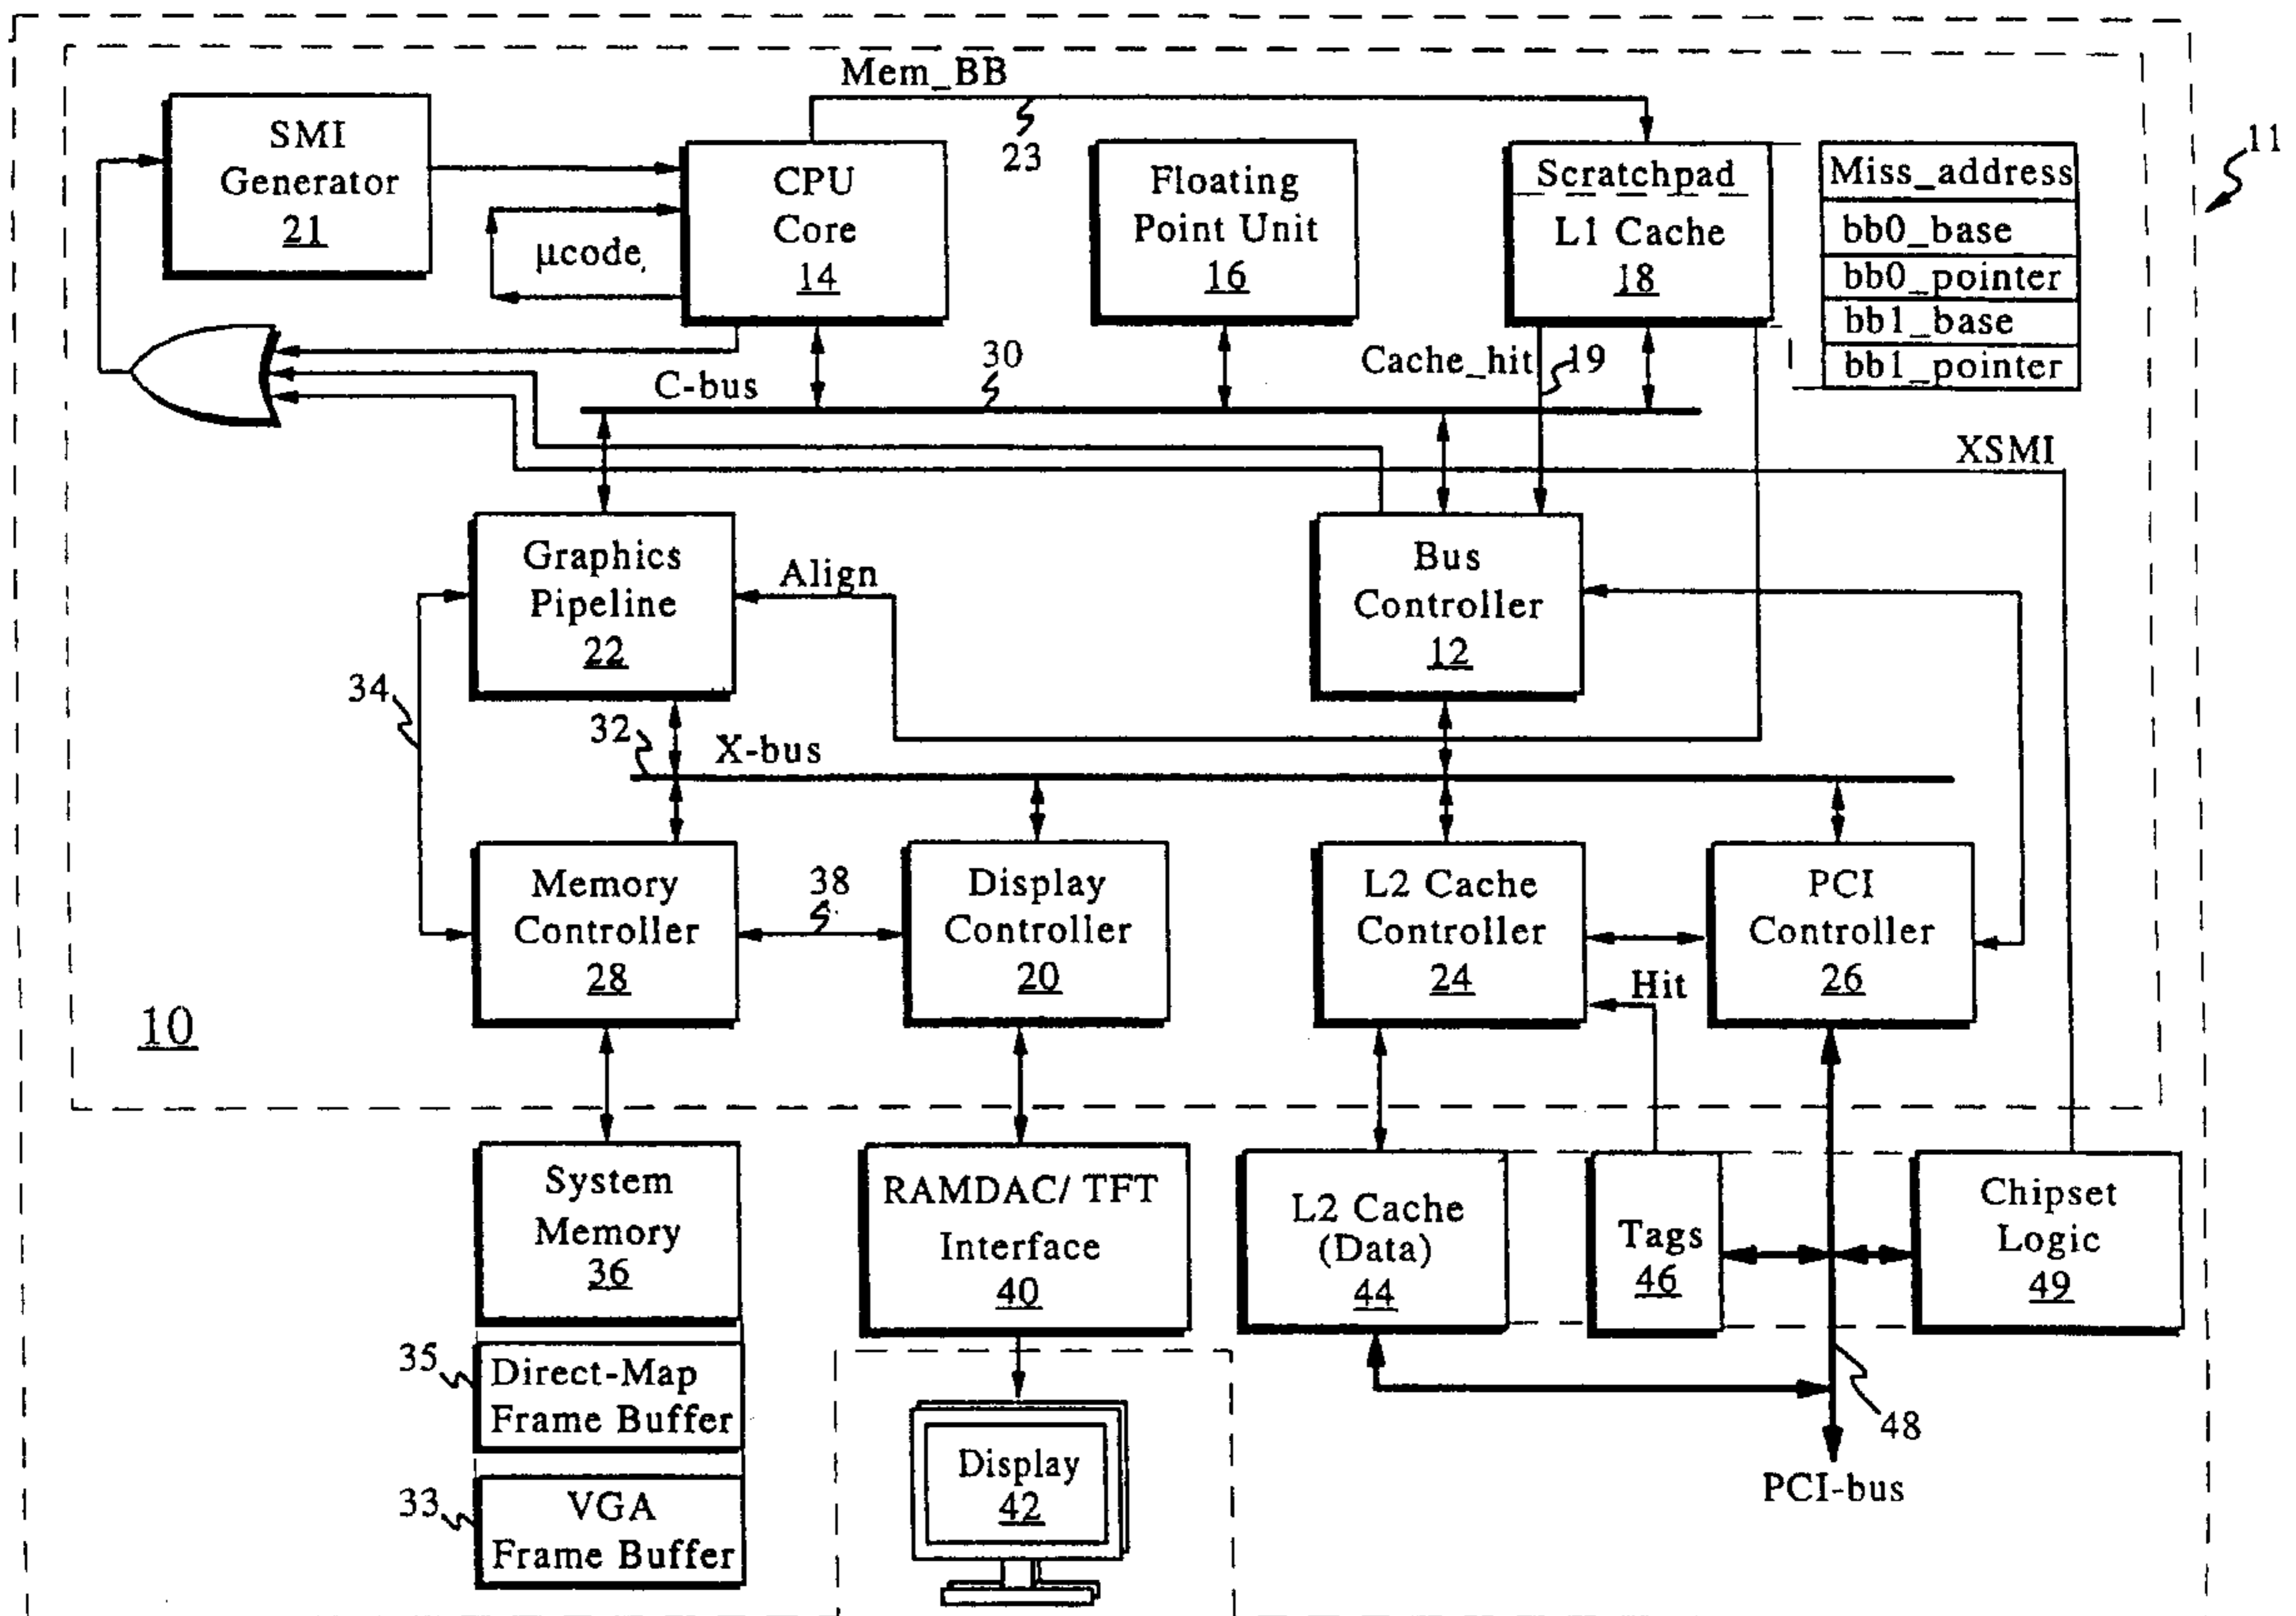 Mem_BB
23
11
SMI
Generator
21
CPU
Core
14
µcode
Floating
Point Unit
16
Scratchpad
L1 Cache
18
Miss_address
bb0_base
bb0_pointer
bb1_base
bb1_pointer
C-bus
30
Cache_hit
19
XSMI
Graphics
Pipeline
22
Align
Bus
Controller
12
34
32
X-bus
Memory
Controller
28
38
Display
Controller
20
L2 Cache
Controller
24
Hit
PCI
Controller
26
10
System
Memory
36
RAMDAC/ TFT
Interface
40
L2 Cache
(Data)
44
Tags
46
Chipset
Logic
49
35
Direct-Map
Frame Buffer
33
VGA
Frame Buffer
Display
42
48
PCI-bus